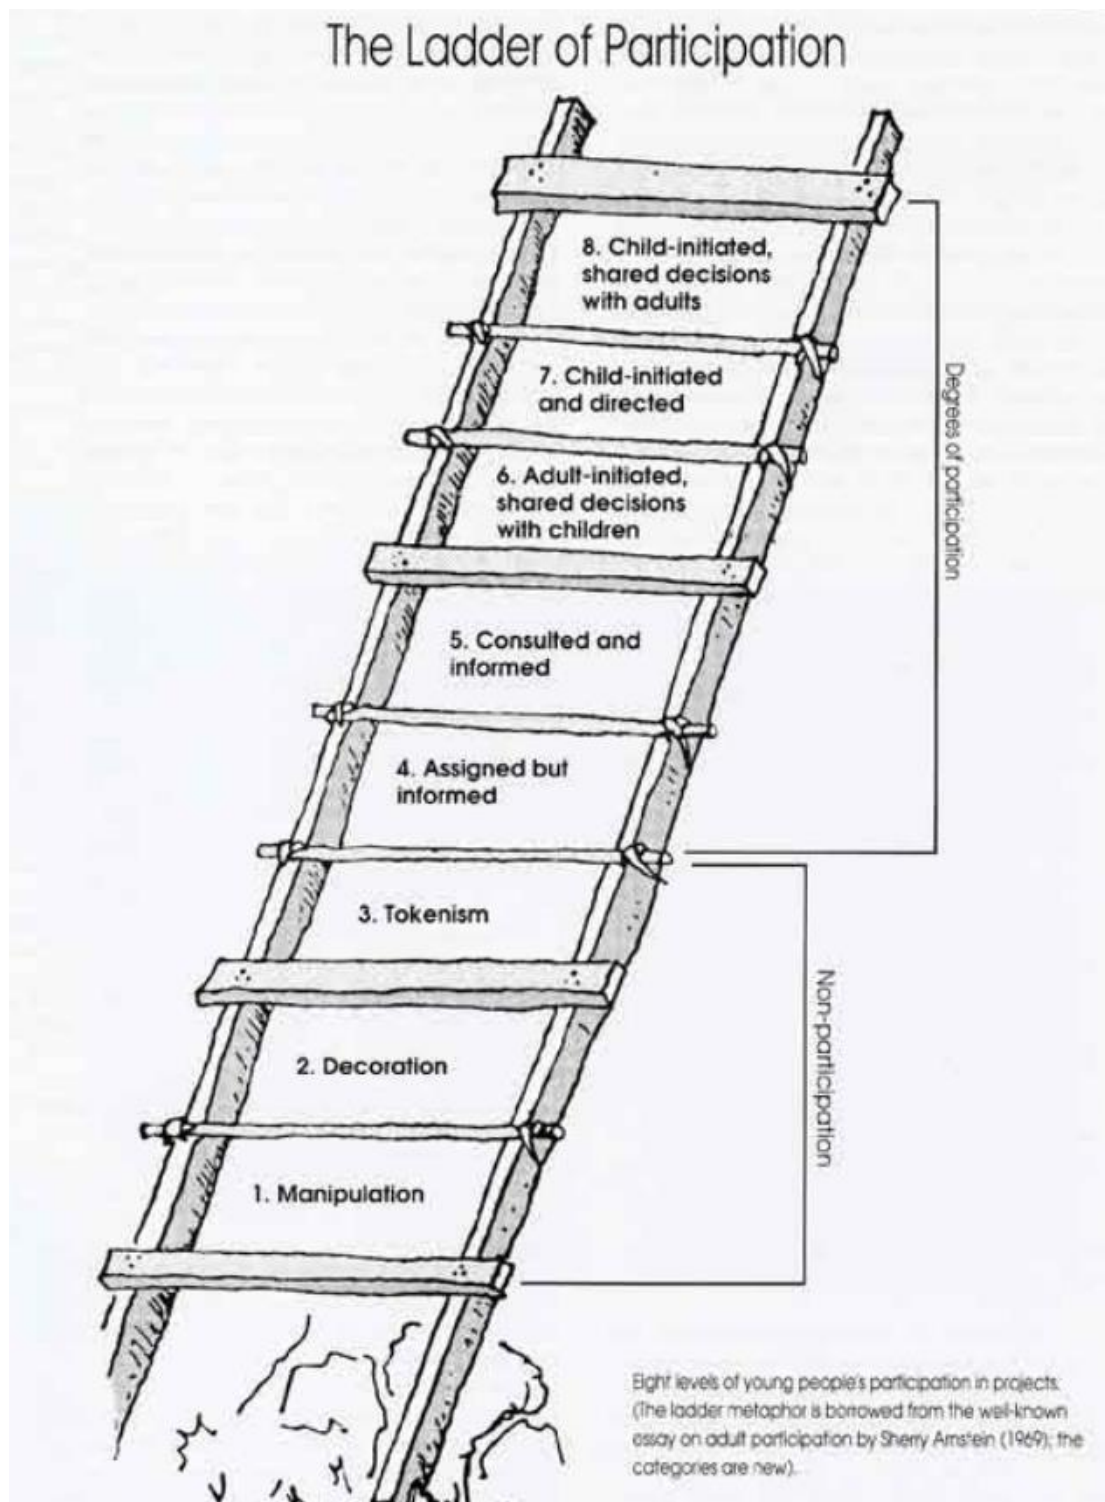 The Ladder of Participation
8. Child-initiated,
shared decisions
with adults
7. Child-initiated
and directed
6. Adult-initiated,
shared decisions
with children
5. Consulted and
informed
4. Assigned but
informed
3. Tokenism
2. Decoration
1. Manipulation
Degrees of participation
Non-participation
Eight levels of young people's participation in projects.
(The ladder metaphor is borrowed from the well-known
essay on adult participation by Sherry Arnstein (1969); the
categories are new).